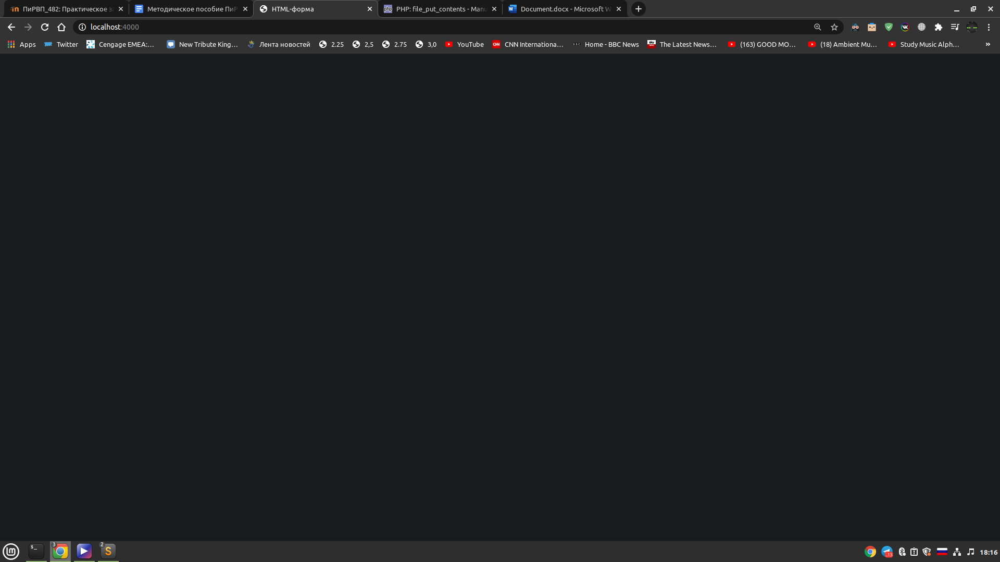 ПиРВП_482: Практическое за
Методическое пособие ПиР
HTML-форма
PHP: file_put_contents - Manu
Document.docx - Microsoft W
localhost:4000
Apps
Twitter
Cengage EMEA:...
New Tribute King...
Лента новостей
2.25
2,5
2.75
3,0
YouTube
CNN Internationa...
Home - BBC News
The Latest News...
(163) GOOD MO...
(18) Ambient Mu...
Study Music Alph...
»
3
2
18:16